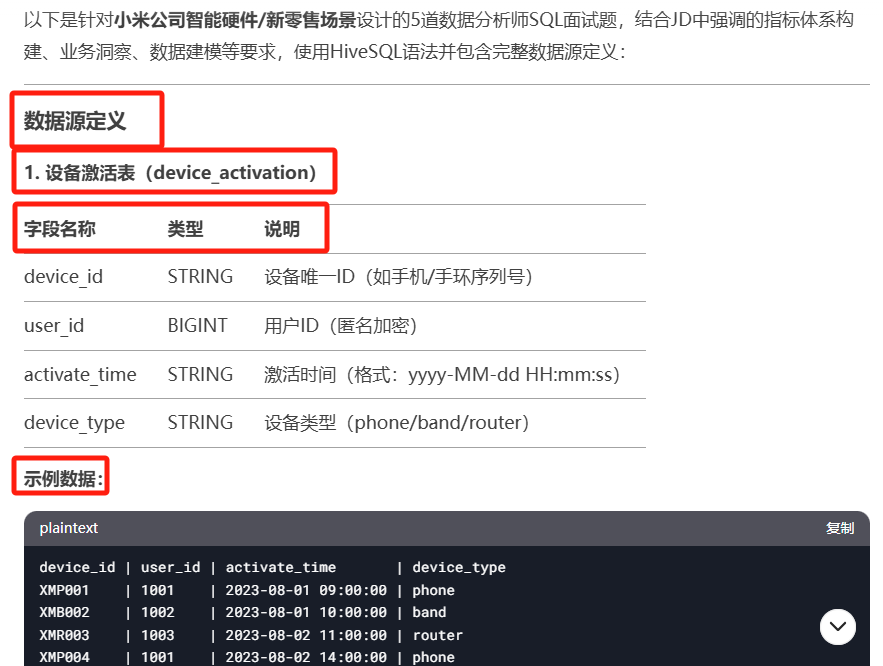 以下是针对小米公司智能硬件/新零售场景设计的5道数据分析师SQL面试题，结合JD中强调的指标体系构
建、业务洞察、数据建模等要求，使用HiveSQL语法并包含完整数据源定义：
数据源定义
1. 设备激活表（device_activation）
字段名称 类型 说明
device_id STRING 设备唯一ID（如手机/手环序列号）
user_id BIGINT 用户ID（匿名加密）
activate_time STRING 激活时间（格式：yyyy-MM-dd HH:mm:ss）
device_type STRING 设备类型（phone/band/router）
示例数据：
plaintext 复制
device_id | user_id | activate_time | device_type
XMP001 | 1001 | 2023-08-01 09:00:00 | phone
XMB002 | 1002 | 2023-08-01 10:00:00 | band
XMR003 | 1003 | 2023-08-02 11:00:00 | router
XMP004 | 1001 | 2023-08-02 14:00:00 | phone